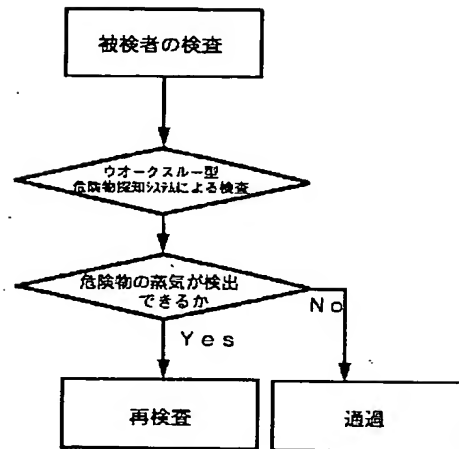 被検者の検査
ウオークスルー型
危険物探知システムによる検査
危険物の蒸気が検出
できるか
No
Yes
再検査
通過